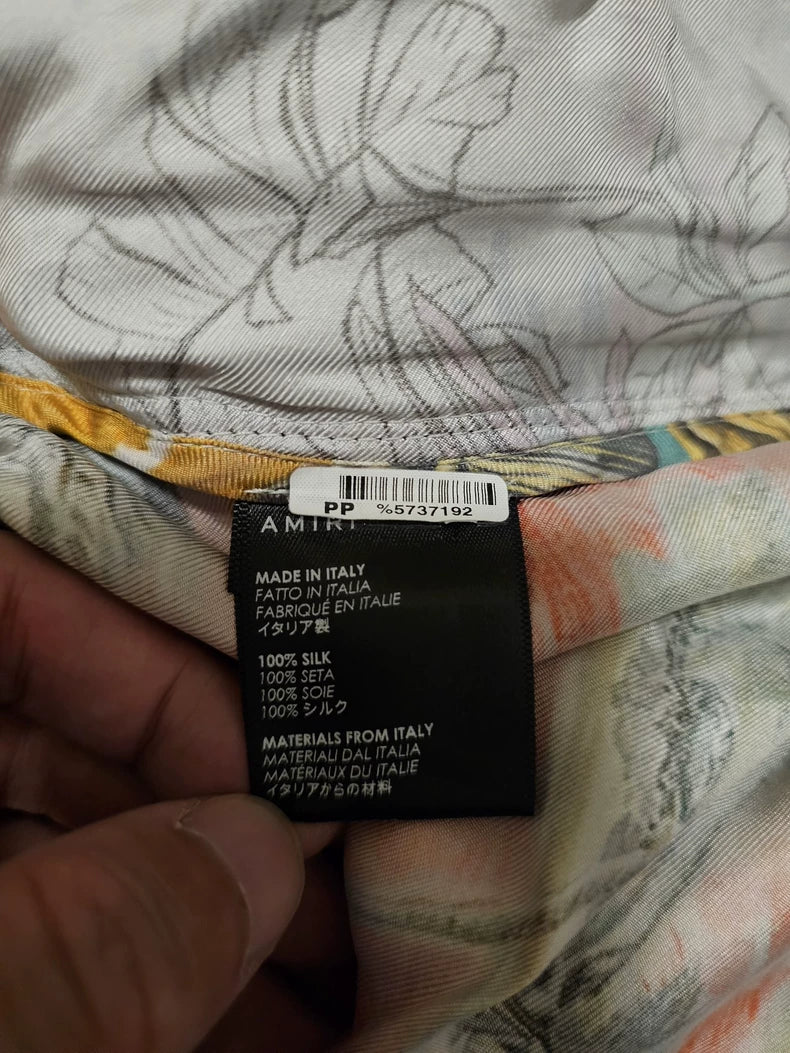 PP %5737192
AMIRI
MADE IN ITALY
FATTO IN ITALIA
FABRIQUÉ EN ITALIE
イタリア製
100% SILK
100% SETA
100% SOIE
100% シルク
MATERIALS FROM ITALY
MATERIALI DAL ITALIA
MATÉRIAUX DU ITALIE
イタリアからの材料